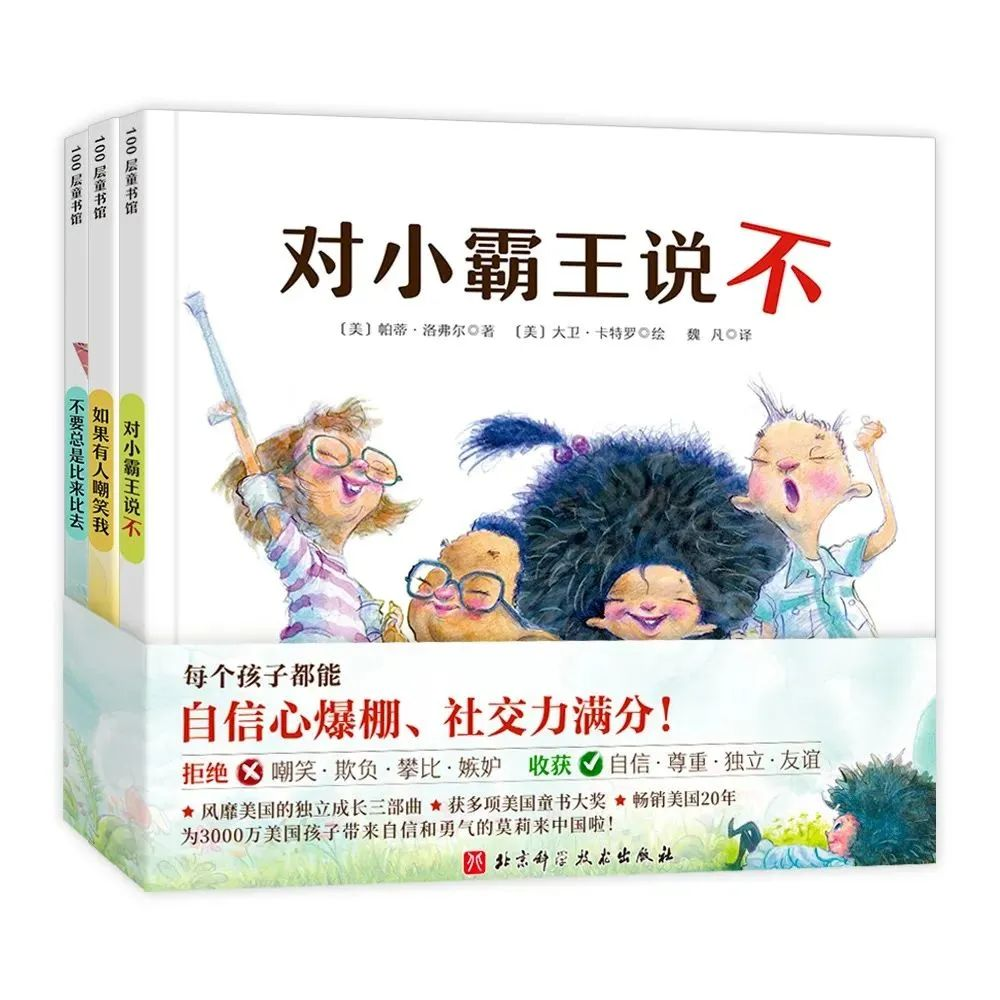 100层童书馆
不要总是比来比去
100层童书馆
如果有人嘲笑我
100层童书馆
对小霸王说不
对小霸王说不
〔美〕帕蒂·洛弗尔◎著 〔美〕大卫·卡特罗◎绘 魏 凡◎译
每个孩子都能
自信心爆棚、社交力满分！
拒绝 嘲笑·欺负·攀比·嫉妒 收获 自信·尊重·独立·友谊
★ 风靡美国的独立成长三部曲 ★ 获多项美国童书大奖 ★ 畅销美国20年
为3000万美国孩子带来自信和勇气的莫莉来中国啦！
北京科学技术出版社